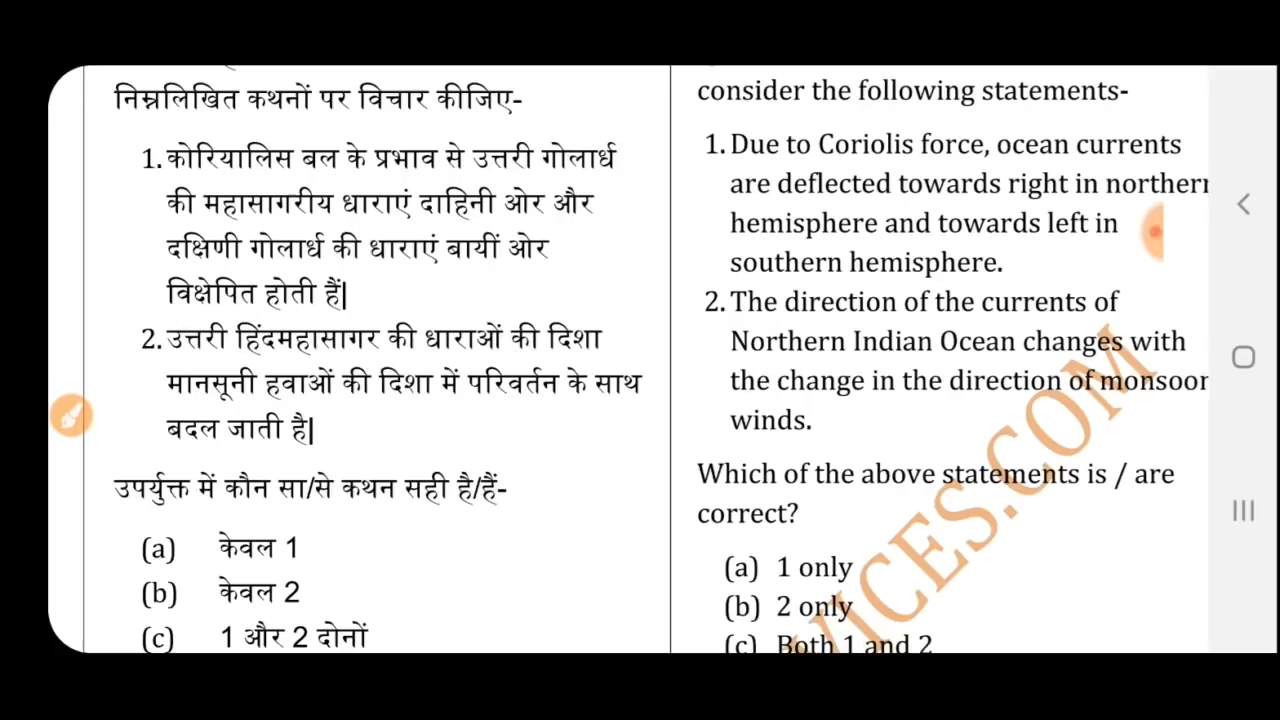 निम्नलिखित कथनों पर विचार कीजिए-
1. कोरियालिस बल के प्रभाव से उत्तरी गोलार्ध
की महासागरीय धाराएं दाहिनी ओर और
दक्षिणी गोलार्ध की धाराएं बायीं ओर
विक्षेपित होती हैं|
2. उत्तरी हिंदमहासागर की धाराओं की दिशा
मानसूनी हवाओं की दिशा में परिवर्तन के साथ
बदल जाती है|
उपर्युक्त में कौन सा/से कथन सही है/हैं-
(a) केवल 1
(b) केवल 2
(c) 1 और 2 दोनों
consider the following statements-
1. Due to Coriolis force, ocean currents
are deflected towards right in northern
hemisphere and towards left in
southern hemisphere.
2. The direction of the currents of
Northern Indian Ocean changes with
the change in the direction of monsoon
winds.
Which of the above statements is / are
correct?
(a) 1 only
(b) 2 only
(c) Both 1 and 2
VICES.COM